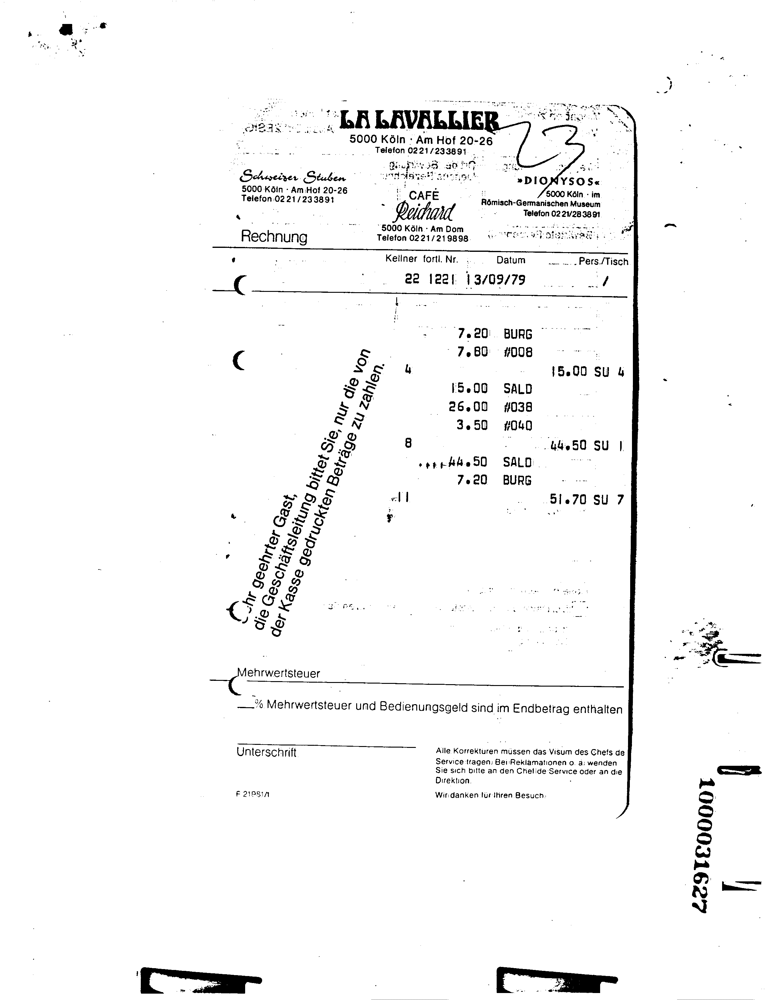 LA LAVALLIER
5000 Köln · Am Hof 20-26
Telefon 0221/233891
23
Schweizer Stuben
5000 Köln · Am Hof 20-26
Telefon 0221/233891
CAFÉ
Reichard
5000 Köln · Am Dom
Telefon 0221/219898
»DIONYSOS«
5000 Köln · im
Römisch-Germanischen Museum
Telefon 0221/283891
Rechnung
Kellner fortl. Nr. Datum Pers./Tisch
22 1221 13/09/79 /
7.20 BURG
7.80 #008
4 15.00 SU 4
15.00 SALD
26.00 #038
3.50 #040
8 44.50 SU 1
44.50 SALD
7.20 BURG
11 51.70 SU 7
geehrter Gast,
die Geschäftsleitung bittet Sie, nur die von
der Kasse gedruckten Beträge zu zahlen.
Mehrwertsteuer
% Mehrwertsteuer und Bedienungsgeld sind im Endbetrag enthalten
Unterschrift
Alle Korrekturen müssen das Visum des Chefs de
Service tragen. Bei Reklamationen o. ä. wenden
Sie sich bitte an den Chef de Service oder an die
Direktion.
Wir danken für Ihren Besuch.
1000031627